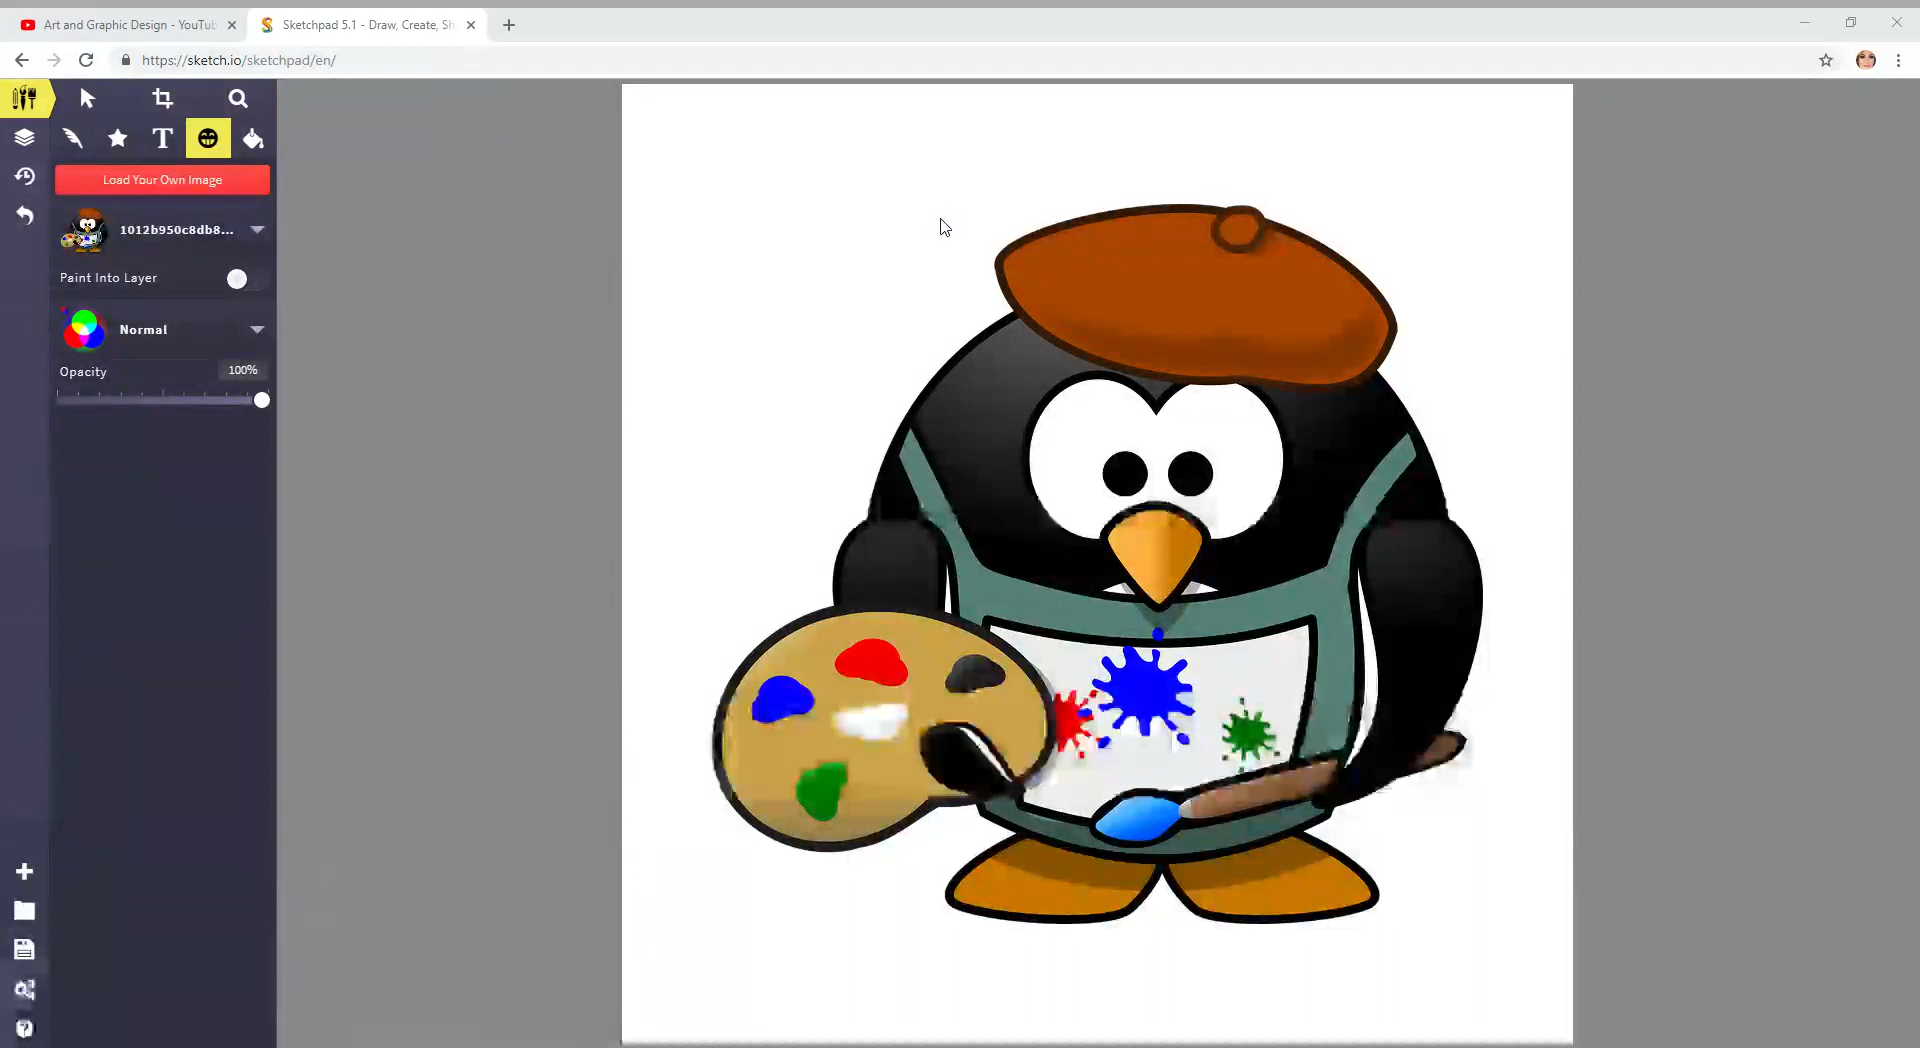 Art and Graphic Design - YouTub
Sketchpad 5.1 - Draw, Create, Sh
https://sketch.io/sketchpad/en/
T
Load Your Own Image
1012b950c8db8...
Paint Into Layer
Normal
Opacity
100%